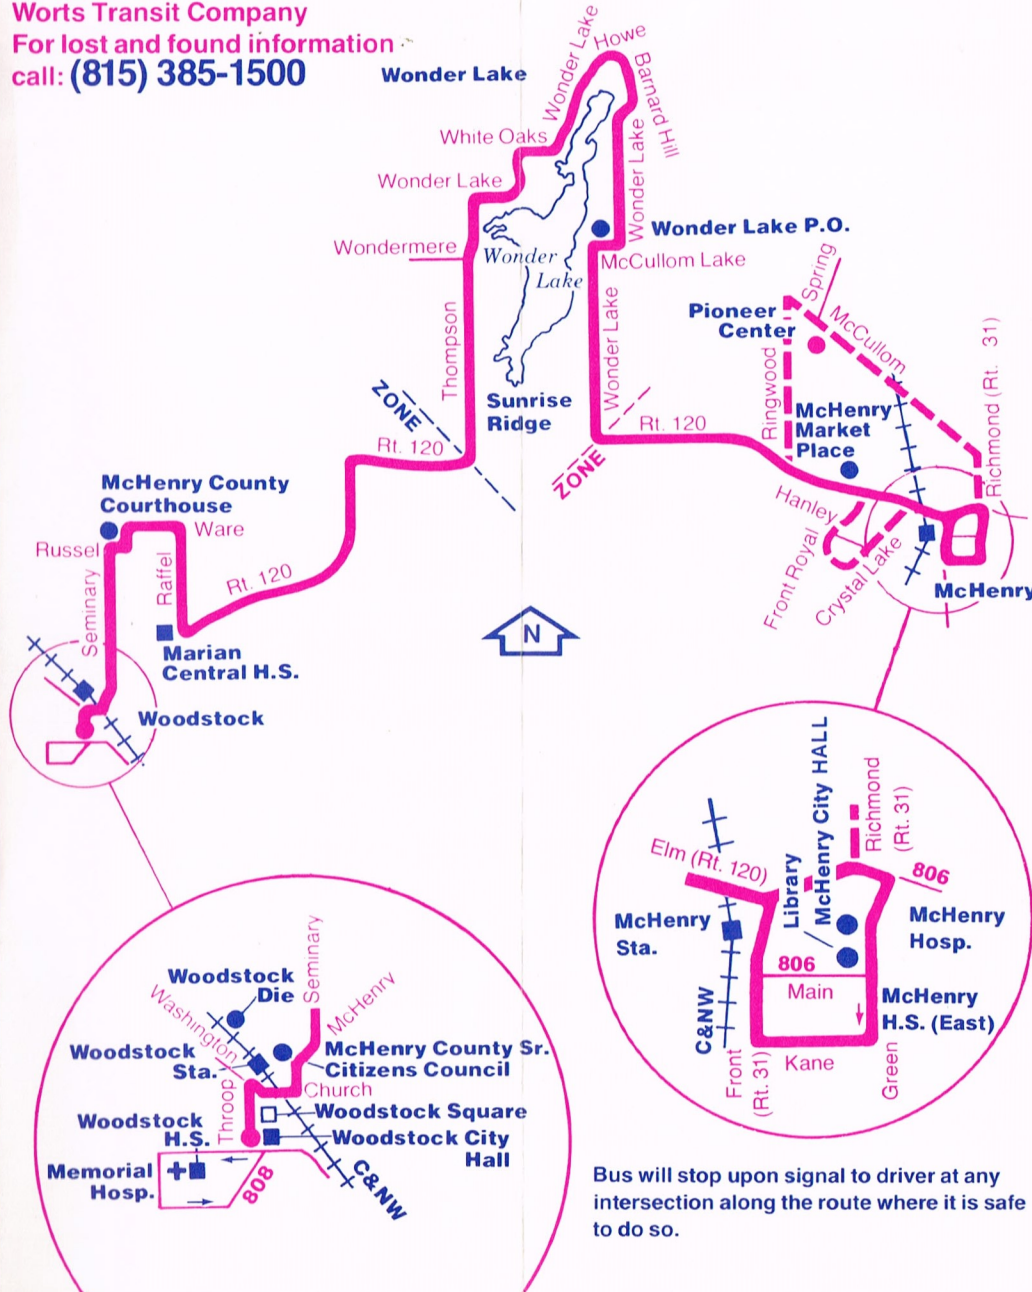 Worts Transit Company
For lost and found information
call: (815) 385-1500
Wonder Lake
Wonder Lake
Howe
Barnard Hill
White Oaks
Wonder Lake
Wonder Lake
Wonder Lake P.O.
Wondermere
Wonder
Lake
McCullom Lake
Spring
Pioneer
Center
McCullom
Richmond (Rt. 31)
Thompson
Wonder Lake
Ringwood
ZONE
Sunrise
Ridge
McHenry
Market
Place
Rt. 120
Rt. 120
ZONE
McHenry County
Courthouse
Hanley
Russel
Ware
Front Royal
Crystal Lake
Seminary
Raffel
Rt. 120
McHenry
N
Marian
Central H.S.
Woodstock
Library
McHenry City HALL
Richmond
(Rt. 31)
Elm (Rt. 120)
806
McHenry
Sta.
McHenry
Hosp.
806
Main
McHenry
H.S. (East)
C&NW
Front
(Rt. 31)
Kane
Green
Woodstock
Die
Seminary
McHenry
Washington
Woodstock
Sta.
McHenry County Sr.
Citizens Council
Church
Throop
Woodstock Square
Woodstock
H.S.
Woodstock City
Hall
Memorial
Hosp.
808
C&NW
Bus will stop upon signal to driver at any
intersection along the route where it is safe
to do so.